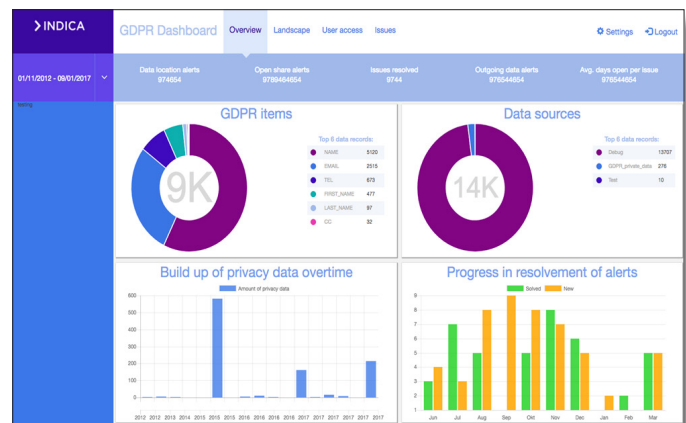 INDICA
GDPR Dashboard Overview Landscape User access Issues Settings Logout
01/11/2012 - 09/01/2017
Data location alerts Open share alerts Issues resolved Outgoing data alerts Avg. days open per issue
974654 9789464654 9744 976544654 976544654
testing
GDPR items
Top 6 data records:
9K
NAME 5120
EMAIL 2515
TEL 673
FIRST_NAME 477
LAST_NAME 97
CC 32
Data sources
Top 6 data records:
14K
Debug 13707
GDPR_private_data 276
Test 10
Build up of privacy data overtime
Amount of privacy data
600
500
400
300
200
100
0
2012 2012 2013 2014 2015 2015 2015 2016 2016 2016 2017 2017 2017 2017 2017
Progress in resolvement of alerts
Solved New
9
8
7
6
5
4
3
2
1
Jun Jul Aug Sep Okt Nov Dec Jan Feb Mar